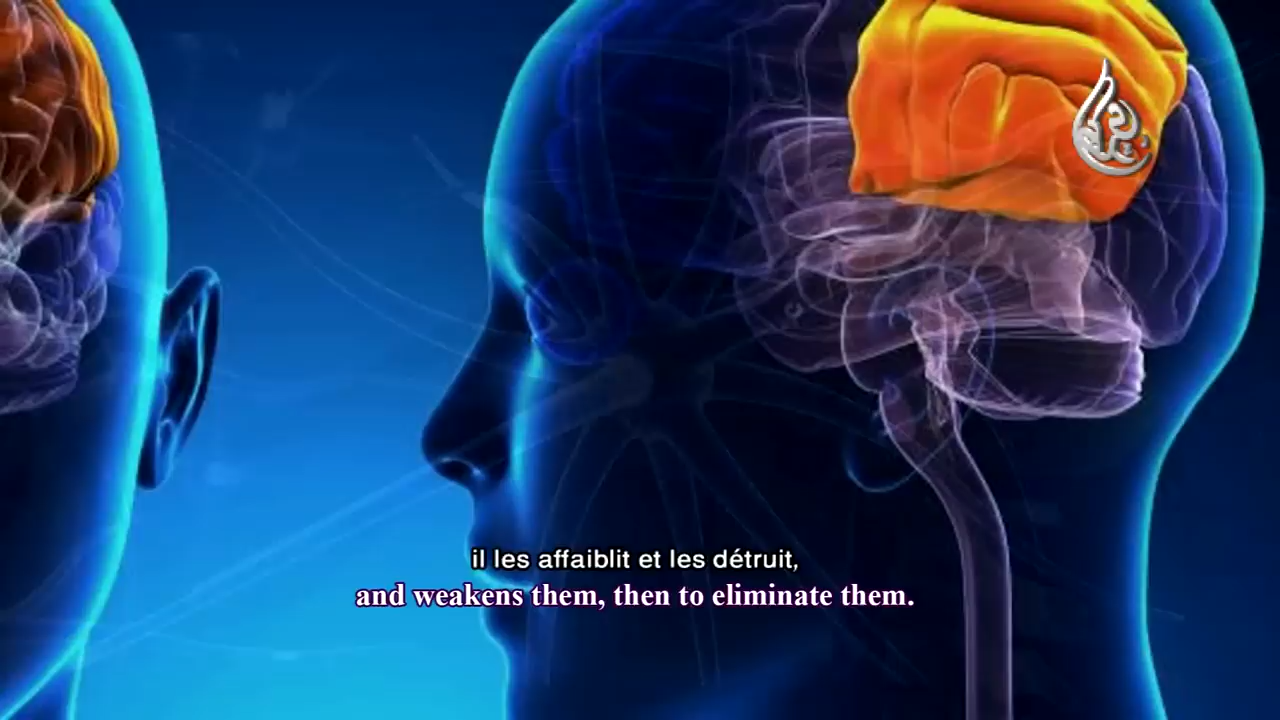 il les affaiblit et les détruit,
and weakens them, then to eliminate them.